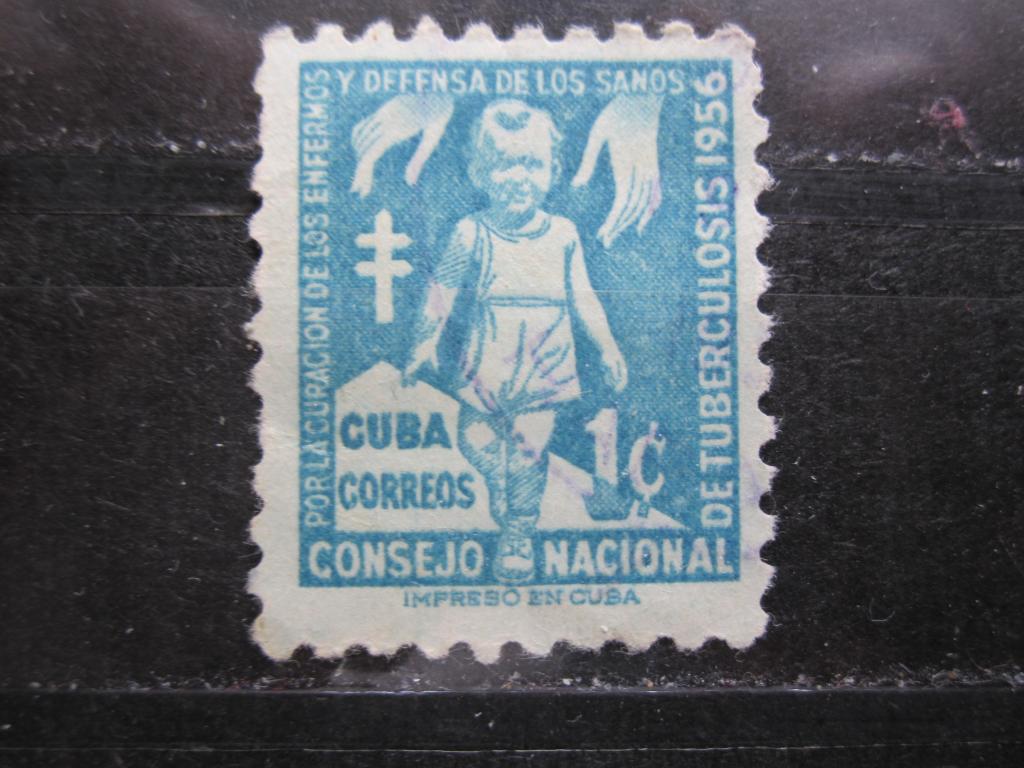 POR LA CURACION DE LOS ENFERMOS
Y DEFENSA DE LOS SANOS
CUBA
CORREOS
1¢
CONSEJO NACIONAL
DE TUBERCULOSIS 1956
IMPRESO EN CUBA